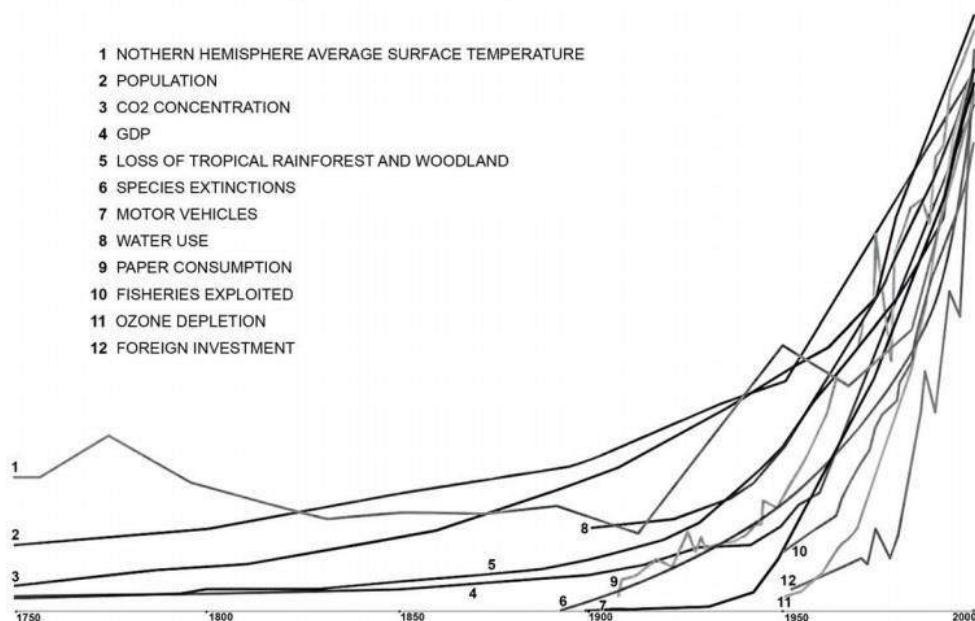 1 NOTHERN HEMISPHERE AVERAGE SURFACE TEMPERATURE
2 POPULATION
3 CO2 CONCENTRATION
4 GDP
5 LOSS OF TROPICAL RAINFOREST AND WOODLAND
6 SPECIES EXTINCTIONS
7 MOTOR VEHICLES
8 WATER USE
9 PAPER CONSUMPTION
10 FISHERIES EXPLOITED
11 OZONE DEPLETION
12 FOREIGN INVESTMENT
1
2
3
8
5
4
9
6
7
10
12
11
1750 1800 1850 1900 1950 2000